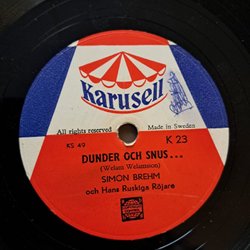 Karusell
All rights reserved
Made in Sweden
KS 49
K 23
DUNDER OCH SNUS...
(Welam Welamson)
SIMON BREHM
och Hans Ruskiga Röjare